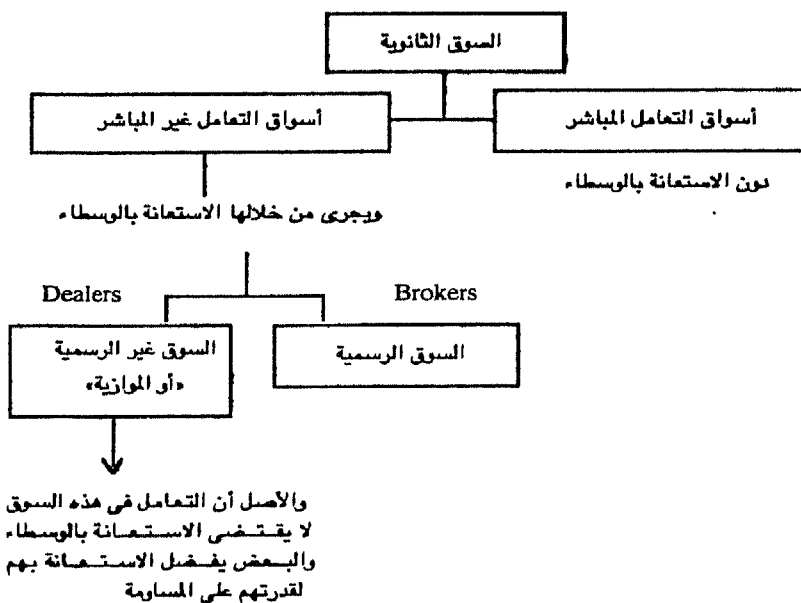 السوق الثانوية
أسواق التعامل المباشر
أسواق التعامل غير المباشر
دون الاستعانة بالوسطاء
ويجرى من خلالها الاستعانة بالوسطاء
Brokers
Dealers
السوق الرسمية
السوق غير الرسمية
«أو الموازية»
والأصل أن التعامل فى هذه السوق
لا يقتضى الاستعانة بالوسطاء
والبعض يفضل الاستعانة بهم
لقدرتهم على المساومة